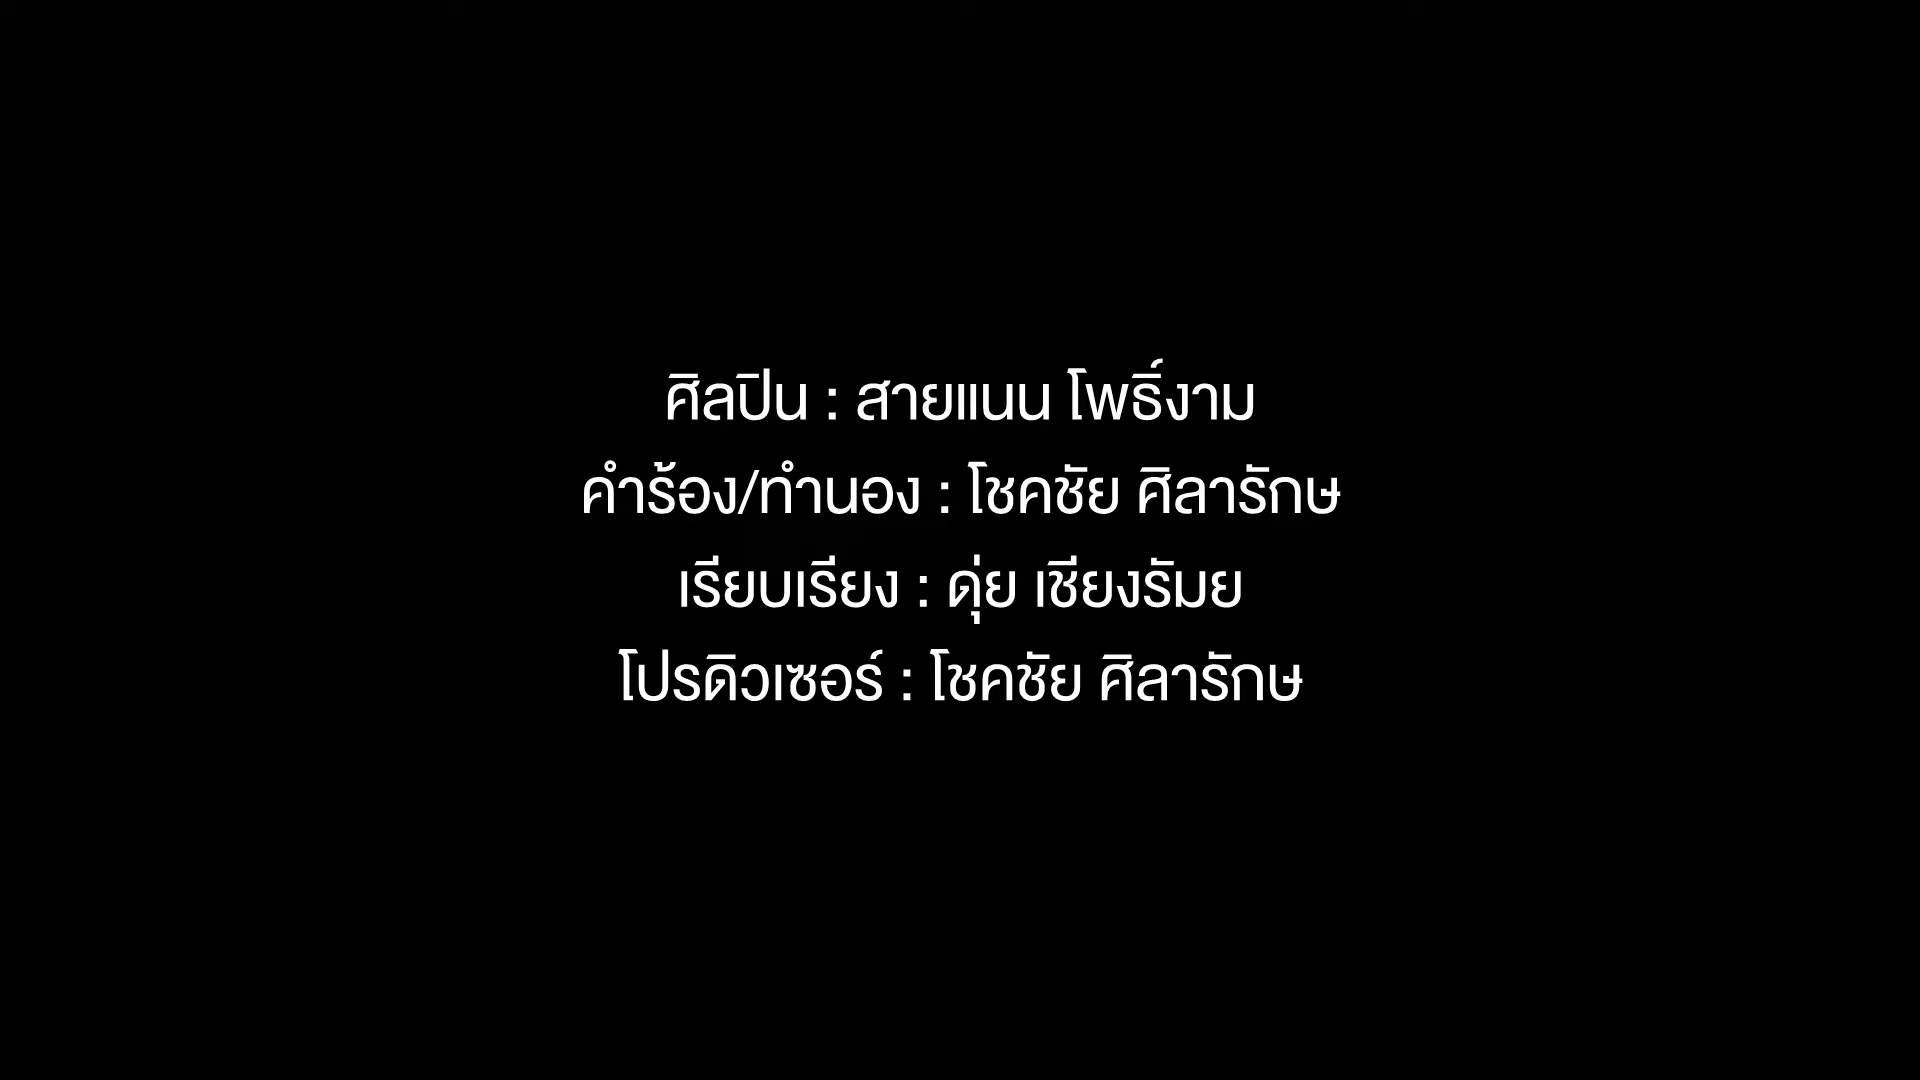 ศิลปิน : สายแนน โพธิ์งาม
คำร้อง/ทำนอง : โชคชัย ศิลารักษ
เรียบเรียง : ดุ่ย เชียงรัมย
โปรดิวเซอร์ : โชคชัย ศิลารักษ